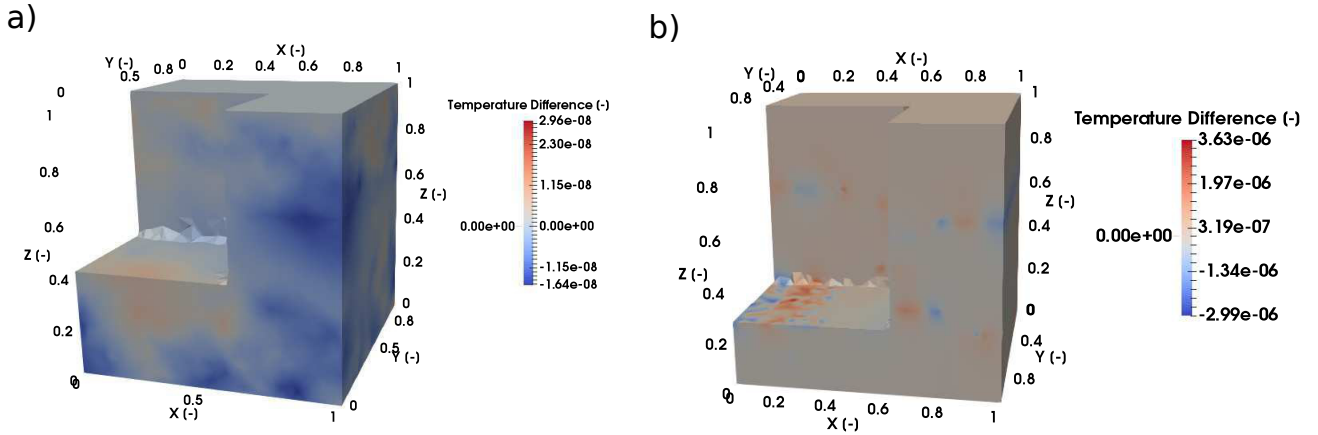 a)
X (-)
Y (-) 0.5 0.8 0 0.2 0.4 0.6 0.8 1
0
1
0.8
0.6
Z (-)
0.4
0.2
0
0
1
0.8
0.6
Z (-)
0.4
0.2
0
0.8
0.5
Y (-)
0
0.5
X (-)
1
Temperature Difference (-)
2.96e-08
2.30e-08
1.15e-08
0.00e+00 0.00e+00
-1.15e-08
-1.64e-08
b)
X (-)
Y (-)
0.8 0.4 0 0.2 0.4 0.6 0.8 1
1
0.8
0.6
Z (-)
0.4
0.2
0
0
1
0.8
0.6
Z (-)
0.4
0.2
0
0.4
Y (-)
0.8
0.2 0.4 0.6 0.8 1
X (-)
Temperature Difference (-)
3.63e-06
1.97e-06
0.00e+00 3.19e-07
-1.34e-06
-2.99e-06